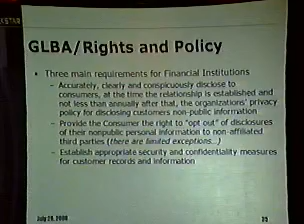 XSTAR
GLBA/Rights and Policy
• Three main requirements for Financial Institutions
– Accurately, clearly and conspicuously disclose to
consumers, at the time the relationship is established and
not less than annually after that, the organizations' privacy
policy for disclosing customers non-public information
– Provide the Consumer the right to "opt out" of disclosures
of their nonpublic personal information to non-affiliated
third parties (there are limited exceptions...)
– Establish appropriate security and confidentiality measures
for customer records and information
July 28, 2008